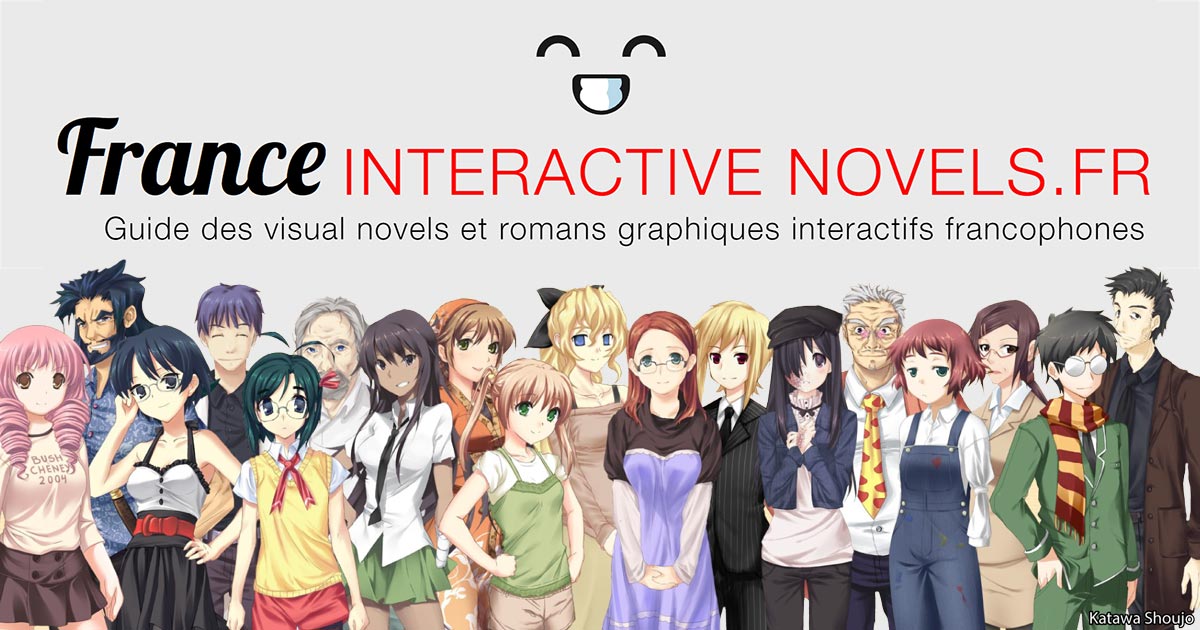 France INTERACTIVE NOVELS.FR
Guide des visual novels et romans graphiques interactifs francophones
BUSH
CHENEY
2004
Katawa Shoujo